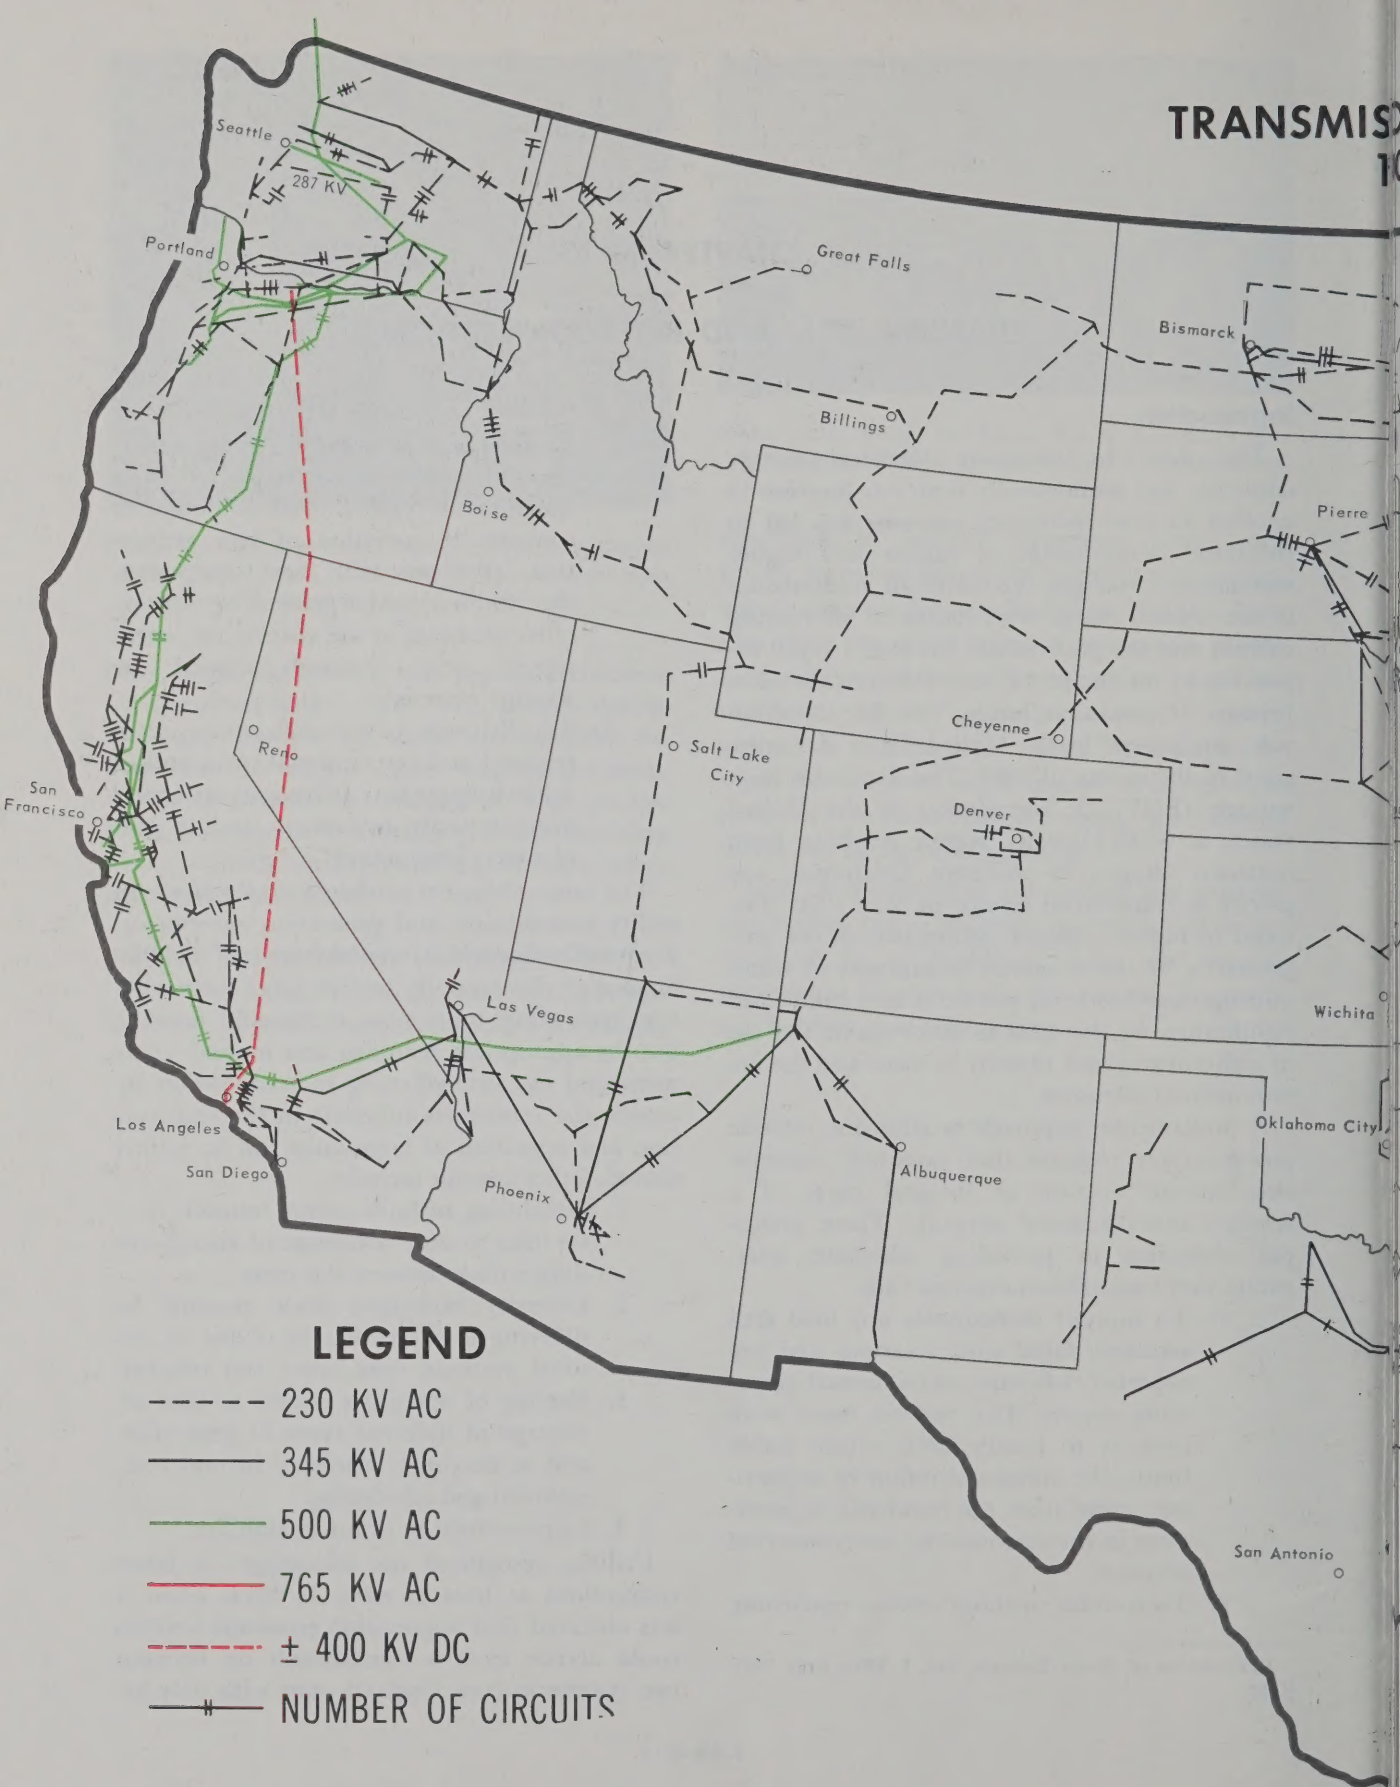 TRANSMIS
10
Seattle
287 KV
Portland
Great Falls
Bismarck
Billings
Boise
Pierre
Reno
Cheyenne
Salt Lake
City
San
Francisco
Denver
Las Vegas
Wichita
Los Angeles
San Diego
Oklahoma City
Albuquerque
Phoenix
LEGEND
230 KV AC
345 KV AC
500 KV AC
765 KV AC
± 400 KV DC
NUMBER OF CIRCUITS
San Antonio